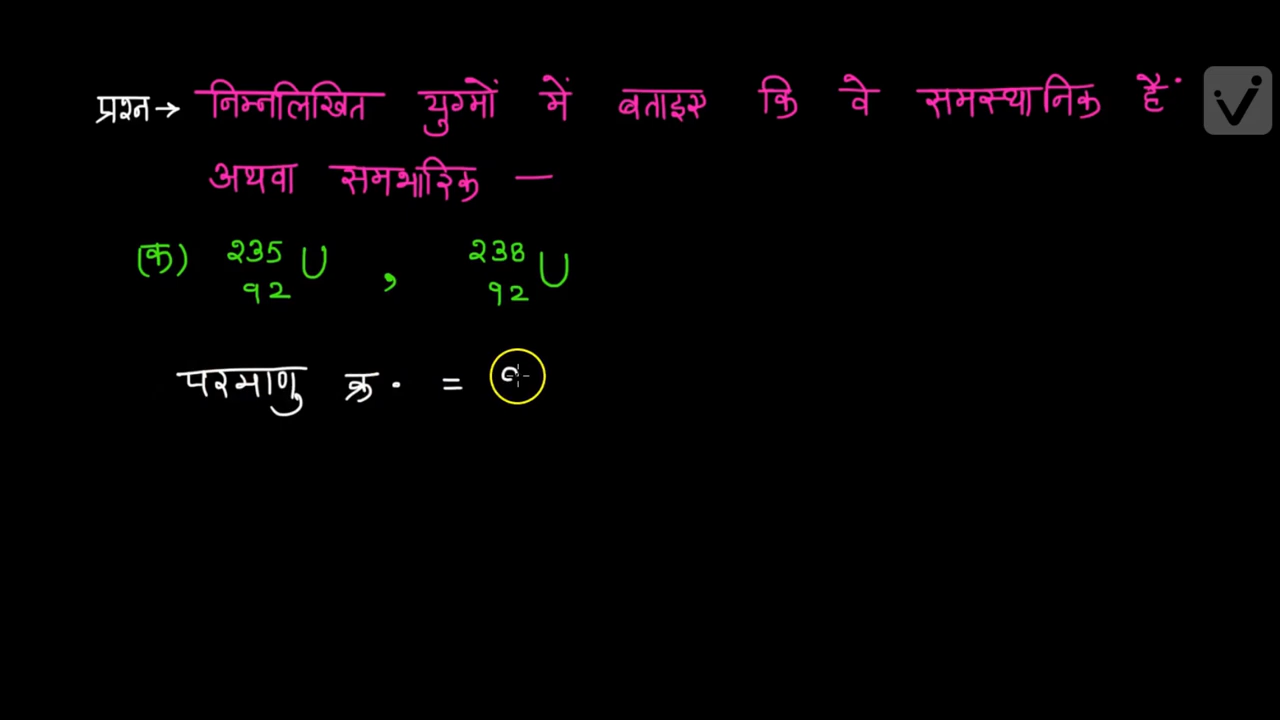 प्रश्न→ निम्नलिखित युग्मों में बताइए कि वे समस्थानिक हैं
अथवा समभारिक —
(क) 235 92 U , 238 92 U
परमाणु क्र. =